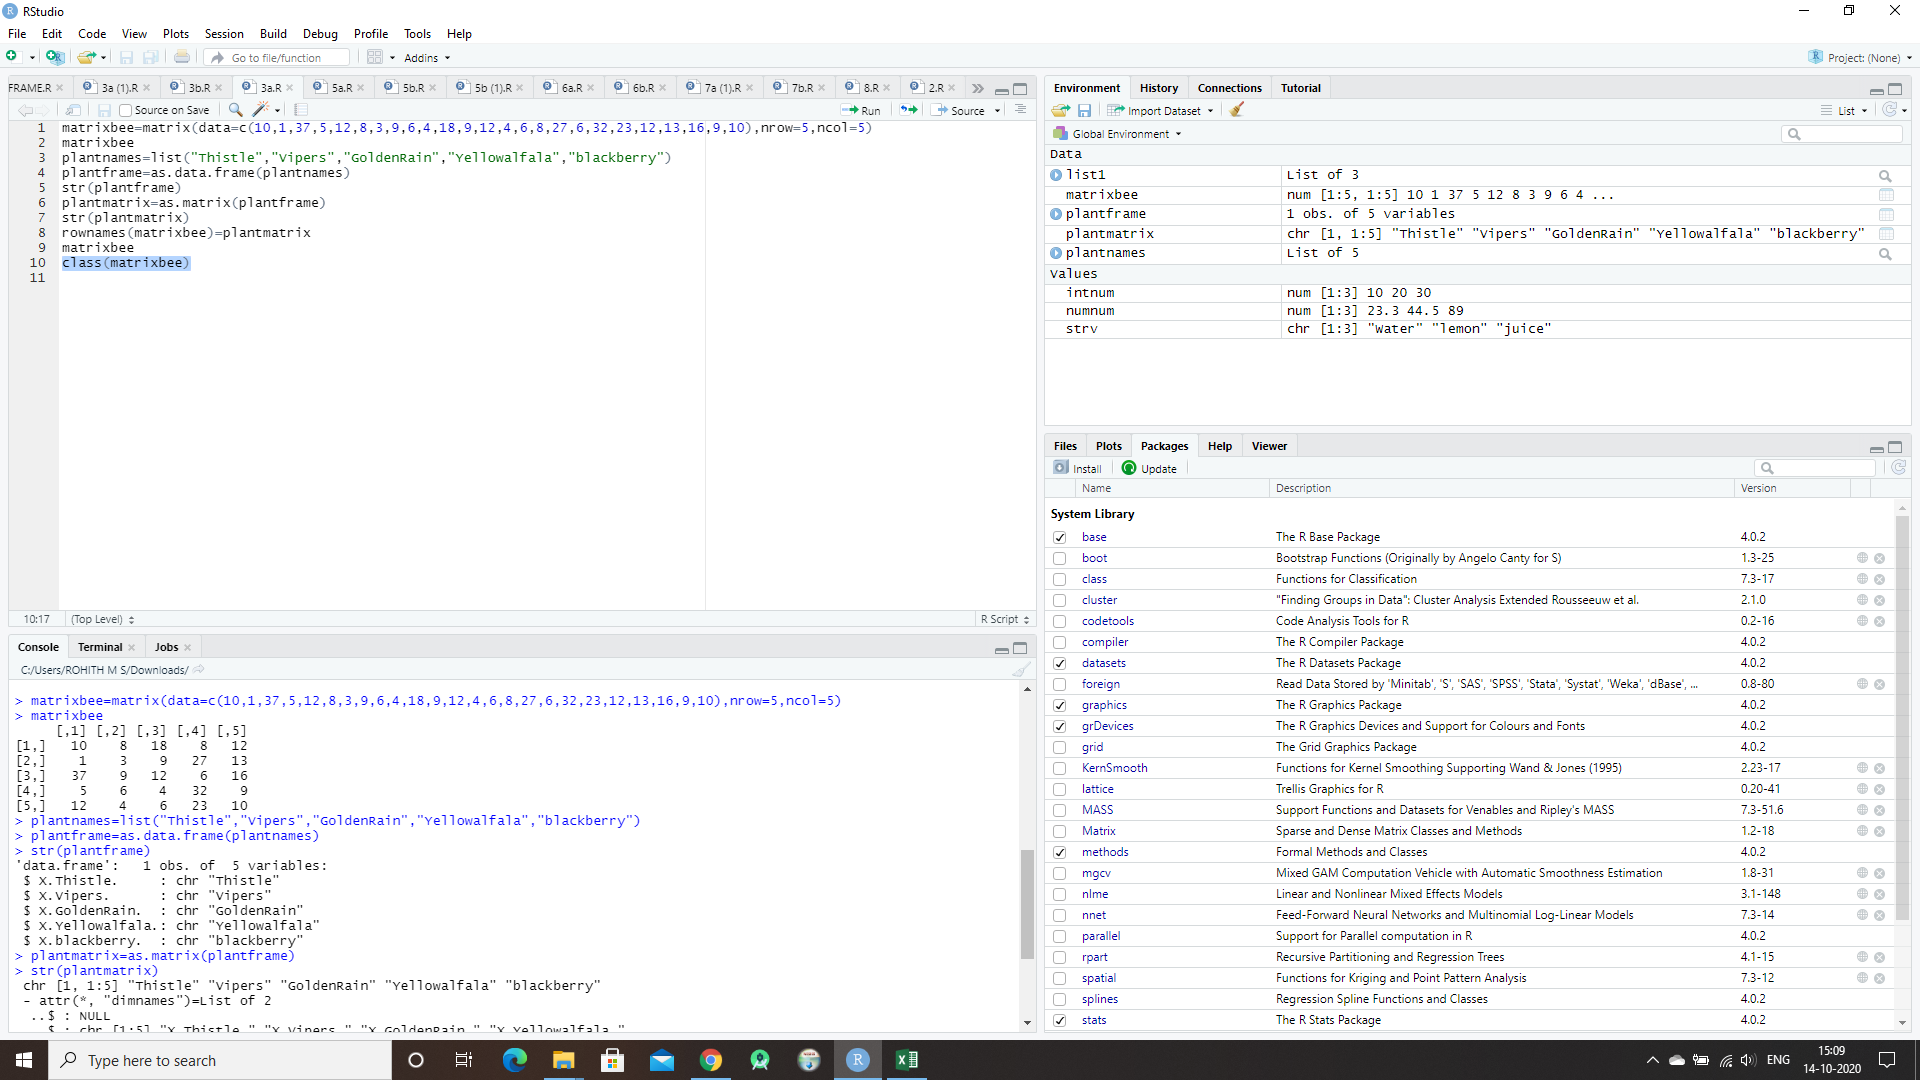 RStudio
File Edit Code View Plots Session Build Debug Profile Tools Help
Go to file/function Addins Project: (None)
FRAME.R 3a (1).R 3b.R 3a.R 5a.R 5b.R 5b (1).R 6a.R 6b.R 7a (1).R 7b.R 8.R 2.R
Source on Save Run Source
1 matrixbee=matrix(data=c(10,1,37,5,12,8,3,9,6,4,18,9,12,4,6,8,27,6,32,23,12,13,16,9,10),nrow=5,ncol=5)
2 matrixbee
3 plantnames=list("Thistle","Vipers","GoldenRain","Yellowalfala","blackberry")
4 plantframe=as.data.frame(plantnames)
5 str(plantframe)
6 plantmatrix=as.matrix(plantframe)
7 str(plantmatrix)
8 rownames(matrixbee)=plantmatrix
9 matrixbee
10 class(matrixbee)
11
10:17 (Top Level) R Script
Console Terminal Jobs
C:/Users/ROHITH M S/Downloads/
> matrixbee=matrix(data=c(10,1,37,5,12,8,3,9,6,4,18,9,12,4,6,8,27,6,32,23,12,13,16,9,10),nrow=5,ncol=5)
> matrixbee
[,1] [,2] [,3] [,4] [,5]
[1,] 10 8 18 8 12
[2,] 1 3 9 27 13
[3,] 37 9 12 6 16
[4,] 5 6 4 32 9
[5,] 12 4 6 23 10
> plantnames=list("Thistle","Vipers","GoldenRain","Yellowalfala","blackberry")
> plantframe=as.data.frame(plantnames)
> str(plantframe)
'data.frame': 1 obs. of 5 variables:
$ X.Thistle. : chr "Thistle"
$ X.Vipers. : chr "Vipers"
$ X.GoldenRain. : chr "GoldenRain"
$ X.Yellowalfala.: chr "Yellowalfala"
$ X.blackberry. : chr "blackberry"
> plantmatrix=as.matrix(plantframe)
> str(plantmatrix)
chr [1, 1:5] "Thistle" "Vipers" "GoldenRain" "Yellowalfala" "blackberry"
- attr(*, "dimnames")=List of 2
..$ : NULL
..$ : chr [1:5] "X.Thistle." "X.Vipers." "X.GoldenRain." "X.Yellowalfala."
Environment History Connections Tutorial
Import Dataset List
Global Environment
Data
list1 List of 3
matrixbee num [1:5, 1:5] 10 1 37 5 12 8 3 9 6 4 ...
plantframe 1 obs. of 5 variables
plantmatrix chr [1, 1:5] "Thistle" "Vipers" "GoldenRain" "Yellowalfala" "blackberry"
plantnames List of 5
Values
intnum num [1:3] 10 20 30
numnum num [1:3] 23.3 44.5 89
strv chr [1:3] "Water" "lemon" "juice"
Files Plots Packages Help Viewer
Install Update
Name Description Version
System Library
base The R Base Package 4.0.2
boot Bootstrap Functions (Originally by Angelo Canty for S) 1.3-25
class Functions for Classification 7.3-17
cluster "Finding Groups in Data": Cluster Analysis Extended Rousseeuw et al. 2.1.0
codetools Code Analysis Tools for R 0.2-16
compiler The R Compiler Package 4.0.2
datasets The R Datasets Package 4.0.2
foreign Read Data Stored by 'Minitab', 'S', 'SAS', 'SPSS', 'Stata', 'Systat', 'Weka', 'dBase', ... 0.8-80
graphics The R Graphics Package 4.0.2
grDevices The R Graphics Devices and Support for Colours and Fonts 4.0.2
grid The Grid Graphics Package 4.0.2
KernSmooth Functions for Kernel Smoothing Supporting Wand & Jones (1995) 2.23-17
lattice Trellis Graphics for R 0.20-41
MASS Support Functions and Datasets for Venables and Ripley's MASS 7.3-51.6
Matrix Sparse and Dense Matrix Classes and Methods 1.2-18
methods Formal Methods and Classes 4.0.2
mgcv Mixed GAM Computation Vehicle with Automatic Smoothness Estimation 1.8-31
nlme Linear and Nonlinear Mixed Effects Models 3.1-148
nnet Feed-Forward Neural Networks and Multinomial Log-Linear Models 7.3-14
parallel Support for Parallel computation in R 4.0.2
rpart Recursive Partitioning and Regression Trees 4.1-15
spatial Functions for Kriging and Point Pattern Analysis 7.3-12
splines Regression Spline Functions and Classes 4.0.2
stats The R Stats Package 4.0.2
Type here to search
ENG
15:09
14-10-2020